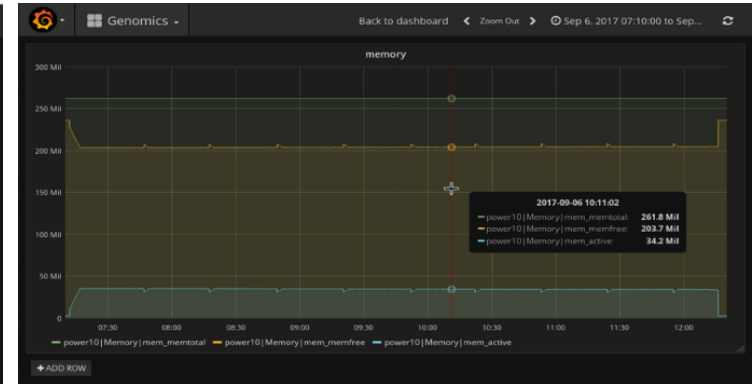 Genomics
Back to dashboard Zoom Out Sep 6, 2017 07:10:00 to Sep...
memory
300 Mil
250 Mil
200 Mil
150 Mil
100 Mil
50 Mil
0
2017-09-06 10:11:02
power10|Memory|mem_memtotal: 261.8 Mil
power10|Memory|mem_memfree: 203.7 Mil
power10|Memory|mem_active: 34.2 Mil
07:30 08:00 08:30 09:00 09:30 10:00 10:30 11:00 11:30 12:00
power10|Memory|mem_memtotal power10|Memory|mem_memfree power10|Memory|mem_active
+ ADD ROW